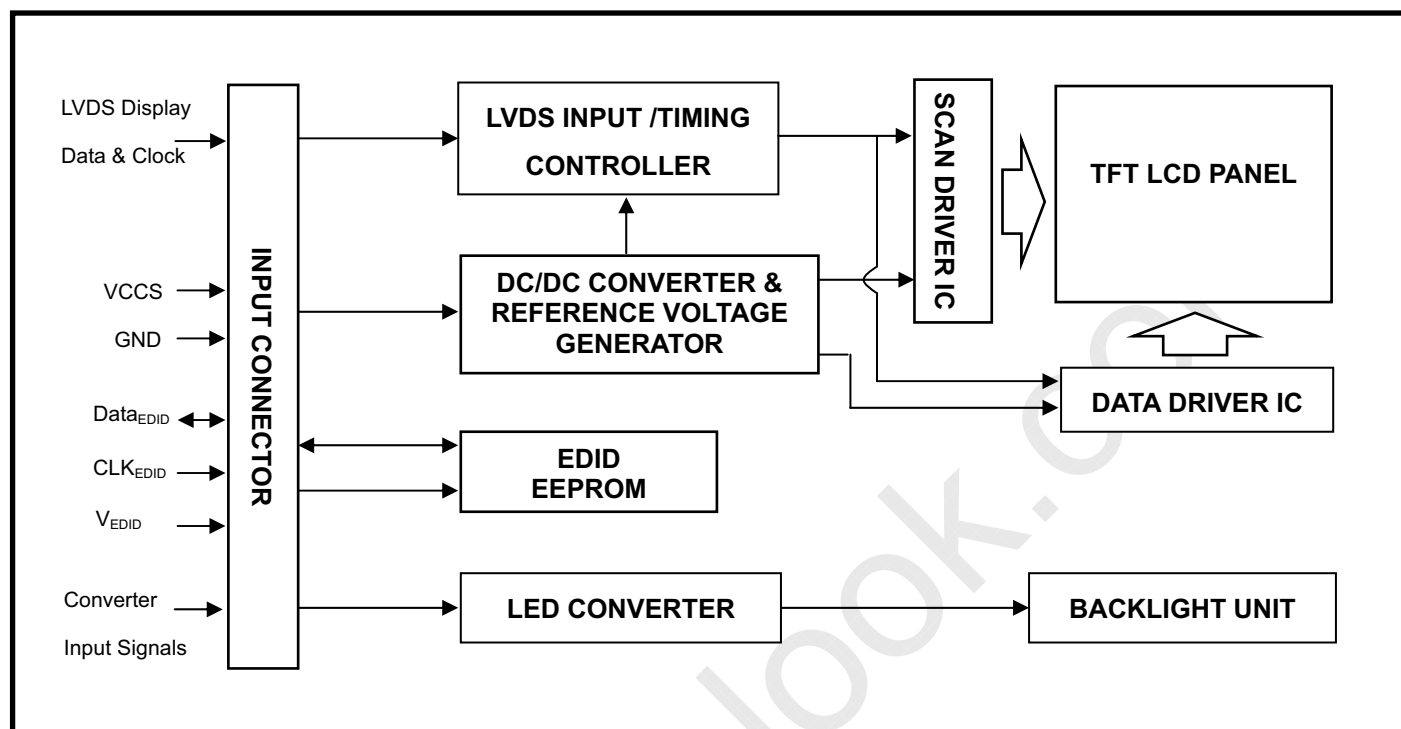 LVDS Display
Data & Clock
VCCS
GND
DataEDID
CLKEDID
VEDID
Converter
Input Signals
INPUT CONNECTOR
LVDS INPUT /TIMING
CONTROLLER
DC/DC CONVERTER &
REFERENCE VOLTAGE
GENERATOR
EDID
EEPROM
LED CONVERTER
SCAN DRIVER IC
TFT LCD PANEL
DATA DRIVER IC
BACKLIGHT UNIT
look.c